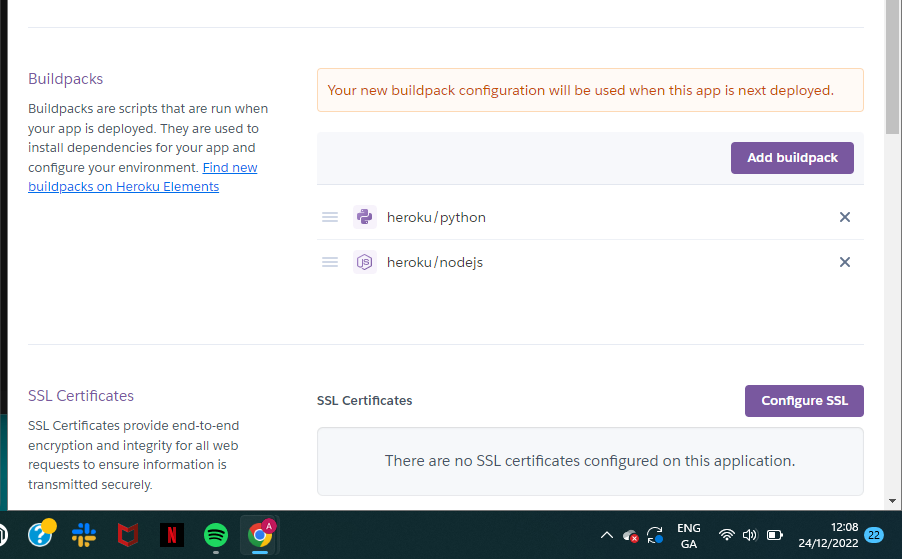 Buildpacks
Buildpacks are scripts that are run when
your app is deployed. They are used to
install dependencies for your app and
configure your environment. Find new
buildpacks on Heroku Elements
Your new buildpack configuration will be used when this app is next deployed.
Add buildpack
heroku/python
JS
heroku/nodejs
SSL Certificates
SSL Certificates provide end-to-end
encryption and integrity for all web
requests to ensure information is
transmitted securely.
SSL Certificates
Configure SSL
There are no SSL certificates configured on this application.
?
N
A
ENG
GA
12:08
24/12/2022
22